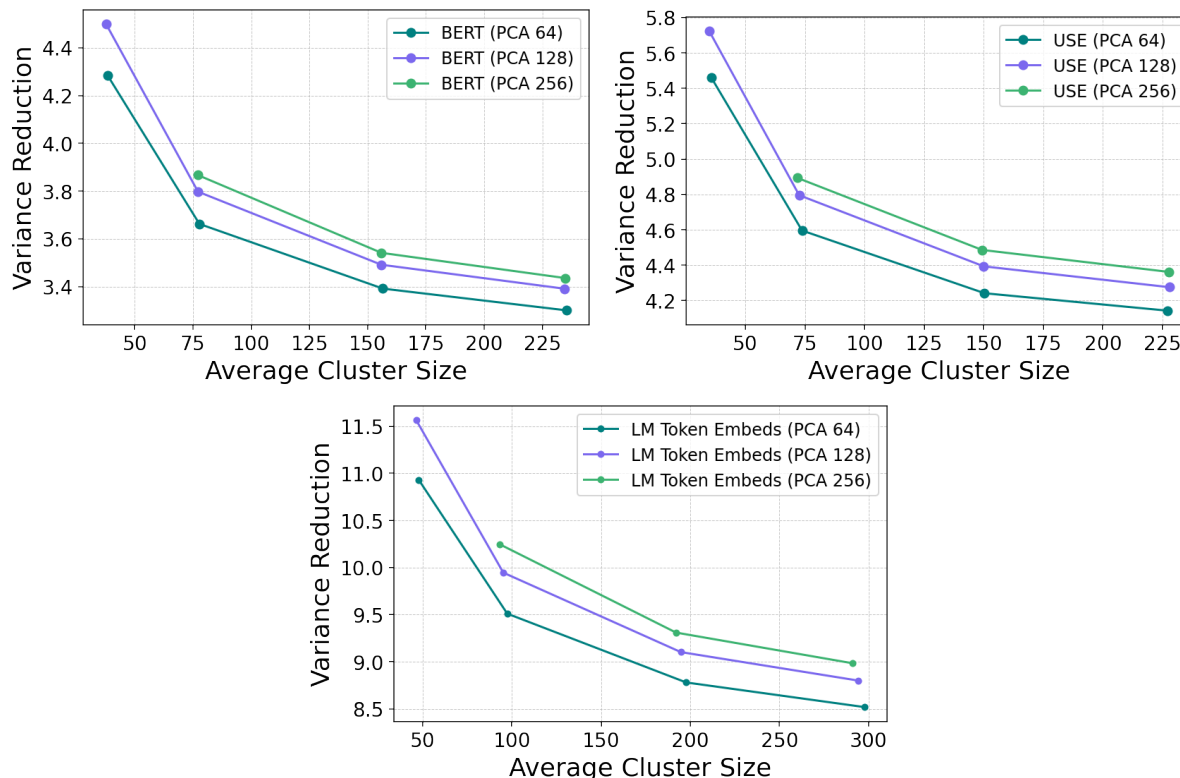 Variance Reduction
4.4
4.2
4.0
3.8
3.6
3.4
BERT (PCA 64)
BERT (PCA 128)
BERT (PCA 256)
50
75
100
125
150
175
200
225
Average Cluster Size
Variance Reduction
5.8
5.6
5.4
5.2
5.0
4.8
4.6
4.4
4.2
USE (PCA 64)
USE (PCA 128)
USE (PCA 256)
50
75
100
125
150
175
200
225
Average Cluster Size
Variance Reduction
11.5
11.0
10.5
10.0
9.5
9.0
8.5
LM Token Embeds (PCA 64)
LM Token Embeds (PCA 128)
LM Token Embeds (PCA 256)
50
100
150
200
250
300
Average Cluster Size